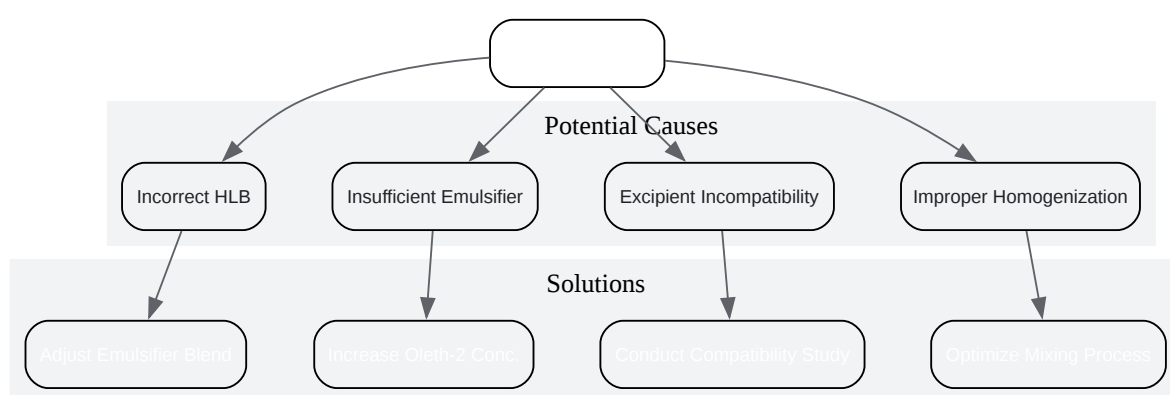 Potential Causes
Incorrect HLB
Insufficient Emulsifier
Excipient Incompatibility
Improper Homogenization
Solutions
Adjust Emulsifier Blend
Increase Oleth-2 Conc.
Conduct Compatibility Study
Optimize Mixing Process